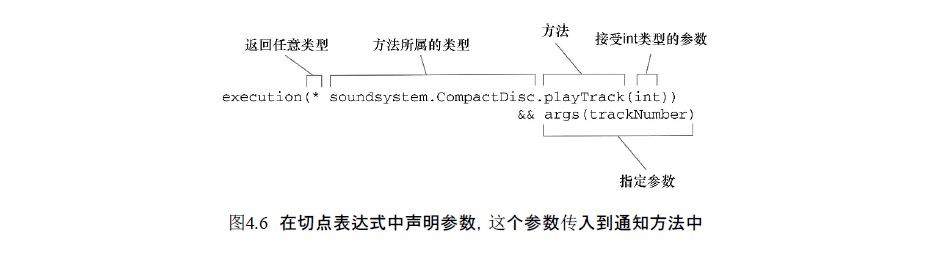 方法
返回任意类型 方法所属的类型 接受int类型的参数
execution(* soundsystem.CompactDisc.playTrack(int))
&& args(trackNumber)
指定参数
图4.6 在切点表达式中声明参数, 这个参数传入到通知方法中